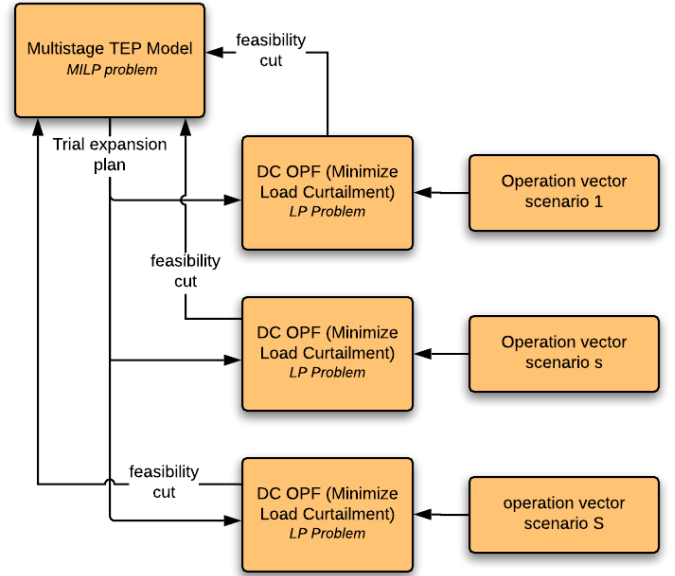 Multistage TEP Model
MILP problem
feasibility
cut
Trial expansion
plan
DC OPF (Minimize
Load Curtailment)
LP Problem
Operation vector
scenario 1
feasibility
cut
DC OPF (Minimize
Load Curtailment)
LP Problem
Operation vector
scenario s
feasibility
cut
DC OPF (Minimize
Load Curtailment)
LP Problem
operation vector
scenario S